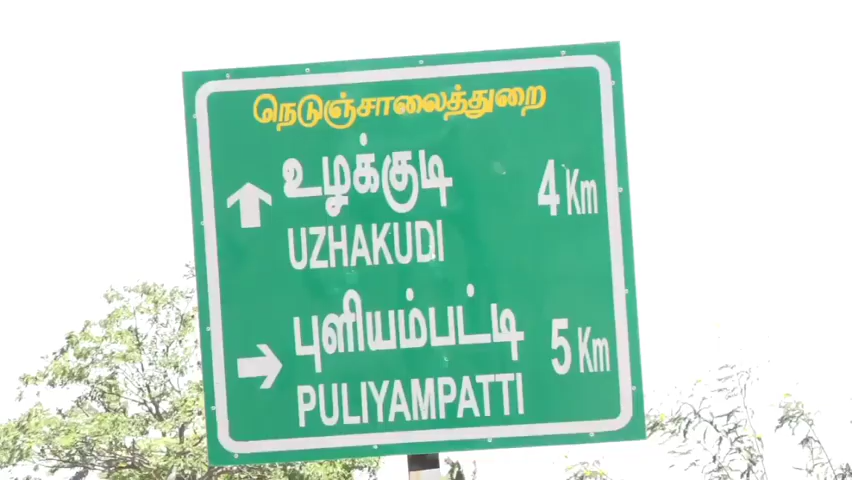 நெடுஞ்சாலைத்துறை
உழக்குடி 4 Km
UZHAKUDI
புளியம்பட்டி 5 Km
PULIYAMPATTI